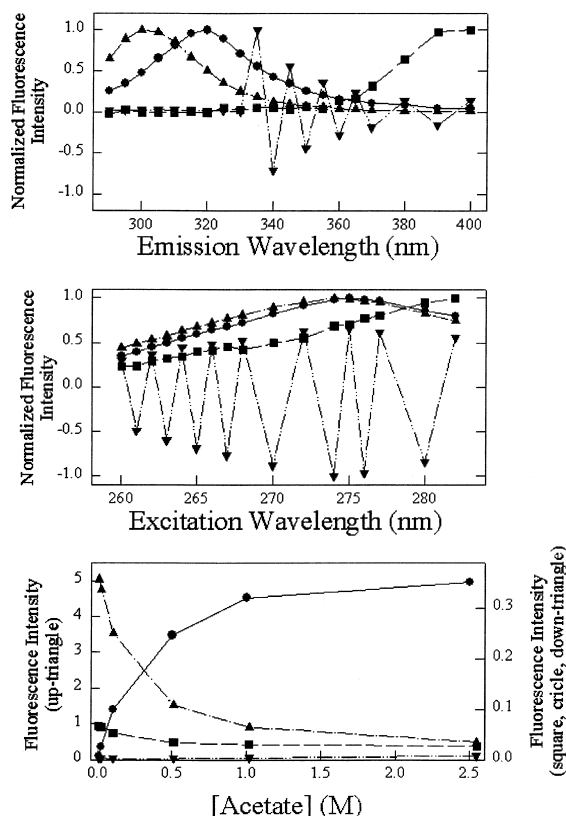 Normalized Fluorescence
Intensity
1.0
0.5
0.0
-0.5
-1.0
300 320 340 360 380 400
Emission Wavelength (nm)
Normalized Fluorescence
Intensity
1.0
0.5
0.0
-0.5
-1.0
260 265 270 275 280
Excitation Wavelength (nm)
Fluorescence Intensity
(up-triangle)
5
4
3
2
1
0
0.0 0.5 1.0 1.5 2.0 2.5
[Acetate] (M)
0.3
0.2
0.1
0.0
Fluorescence Intensity
(square, cricle, down-triangle)